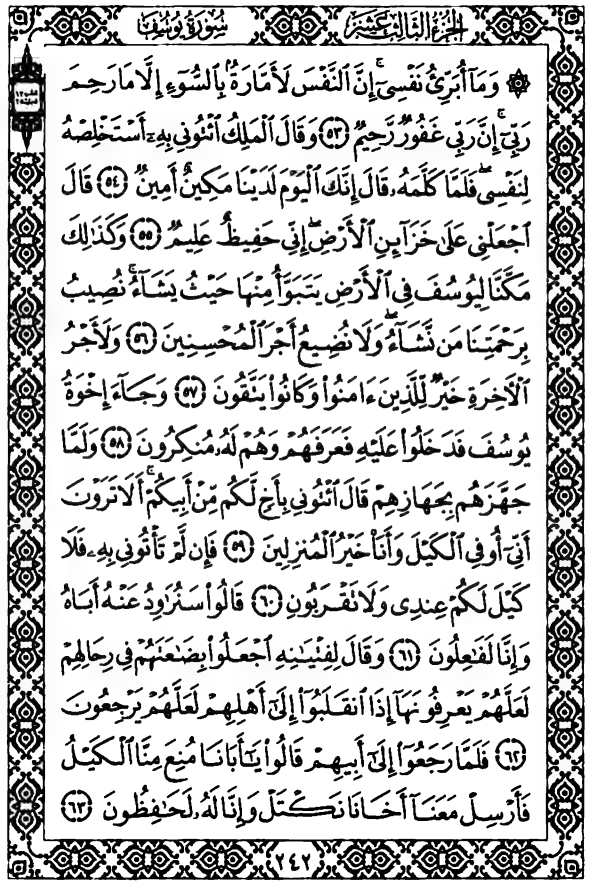 الجزء الثالث عشر
سورة يوسف
۞ وَمَآ أُبَرِّئُ نَفْسِىٓ ۚ إِنَّ ٱلنَّفْسَ لَأَمَّارَةُۢ بِٱلسُّوٓءِ إِلَّا مَا رَحِمَ
رَبِّىٓ ۚ إِنَّ رَبِّى غَفُورٌ رَّحِيمٌ ۝٥٣ وَقَالَ ٱلْمَلِكُ ٱئْتُونِى بِهِۦٓ أَسْتَخْلِصْهُ
لِنَفْسِى ۖ فَلَمَّا كَلَّمَهُۥ قَالَ إِنَّكَ ٱلْيَوْمَ لَدَيْنَا مَكِينٌ أَمِينٌ ۝٥٤ قَالَ
ٱجْعَلْنِى عَلَىٰ خَزَآئِنِ ٱلْأَرْضِ ۖ إِنِّى حَفِيظٌ عَلِيمٌ ۝٥٥ وَكَذَٰلِكَ
مَكَّنَّا لِيُوسُفَ فِى ٱلْأَرْضِ يَتَبَوَّأُ مِنْهَا حَيْثُ يَشَآءُ ۚ نُصِيبُ
بِرَحْمَتِنَا مَن نَّشَآءُ ۖ وَلَا نُضِيعُ أَجْرَ ٱلْمُحْسِنِينَ ۝٥٦ وَلَأَجْرُ
ٱلْءَاخِرَةِ خَيْرٌ لِّلَّذِينَ ءَامَنُوا۟ وَكَانُوا۟ يَتَّقُونَ ۝٥٧ وَجَآءَ إِخْوَةُ
يُوسُفَ فَدَخَلُوا۟ عَلَيْهِ فَعَرَفَهُمْ وَهُمْ لَهُۥ مُنكِرُونَ ۝٥٨ وَلَمَّا
جَهَّزَهُم بِجَهَازِهِمْ قَالَ ٱئْتُونِى بِأَخٍ لَّكُم مِّنْ أَبِيكُمْ ۚ أَلَا تَرَوْنَ
أَنِّىٓ أُوفِى ٱلْكَيْلَ وَأَنَا۠ خَيْرُ ٱلْمُنزِلِينَ ۝٥٩ فَإِن لَّمْ تَأْتُونِى بِهِۦ فَلَا
كَيْلَ لَكُمْ عِندِى وَلَا تَقْرَبُونِ ۝٦٠ قَالُوا۟ سَنُرَٰوِدُ عَنْهُ أَبَاهُ
وَإِنَّا لَفَٰعِلُونَ ۝٦١ وَقَالَ لِفِتْيَٰنِهِ ٱجْعَلُوا۟ بِضَٰعَتَهُمْ فِى رِحَالِهِمْ
لَعَلَّهُمْ يَعْرِفُونَهَآ إِذَا ٱنقَلَبُوٓا۟ إِلَىٰٓ أَهْلِهِمْ لَعَلَّهُمْ يَرْجِعُونَ
۝٦٢ فَلَمَّا رَجَعُوٓا۟ إِلَىٰٓ أَبِيهِمْ قَالُوا۟ يَٰٓأَبَانَا مُنِعَ مِنَّا ٱلْكَيْلُ
فَأَرْسِلْ مَعَنَآ أَخَانَا نَكْتَلْ وَإِنَّا لَهُۥ لَحَٰفِظُونَ ۝٦٣
٢٤٢